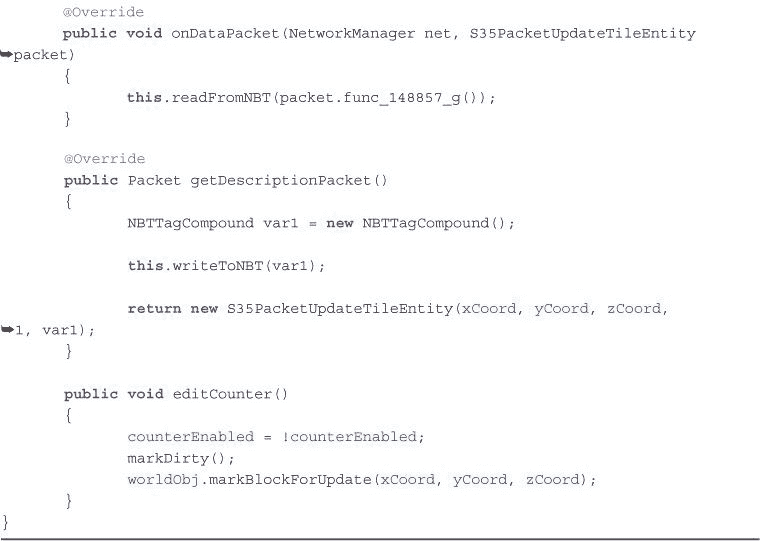 @Override
public void onDataPacket(NetworkManager net, S35PacketUpdateTileEntity
➥packet)
{
this.readFromNBT(packet.func_148857_g());
}
@Override
public Packet getDescriptionPacket()
{
NBTTagCompound var1 = new NBTTagCompound();
this.writeToNBT(var1);
return new S35PacketUpdateTileEntity(xCoord, yCoord, zCoord,
➥1, var1);
}
public void editCounter()
{
counterEnabled = !counterEnabled;
markDirty();
worldObj.markBlockForUpdate(xCoord, yCoord, zCoord);
}
}